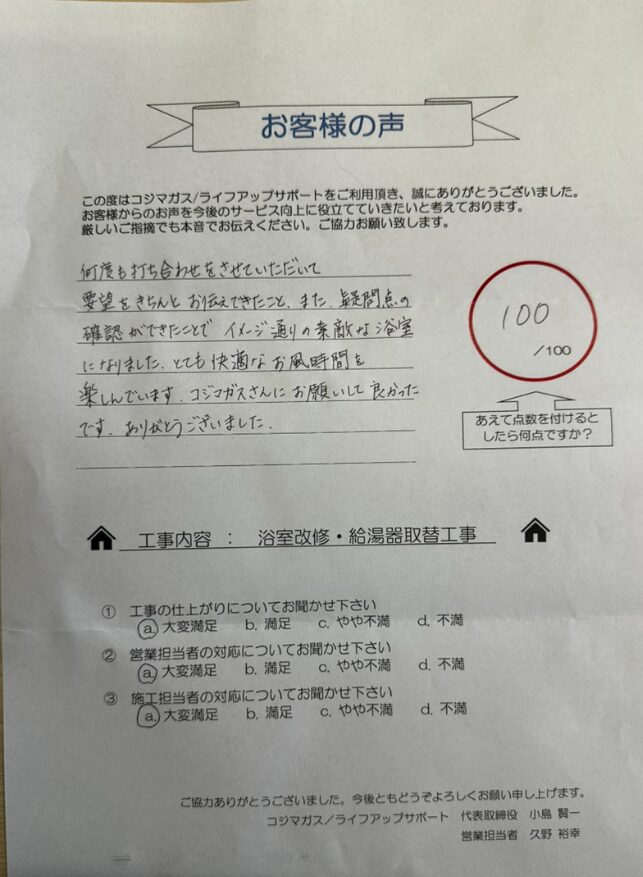 お客様の声
この度はコジマガス/ライフアップサポートをご利用頂き、誠にありがとうございました。
お客様からのお声を今後のサービス向上に役立てていきたいと考えております。
厳しいご指摘でも本音でお伝えください。ご協力お願い致します。
何度も打ち合わせをさせていただいて
要望をきちんとお伝えできたこと、また、疑問点の
確認ができたことで イメージ通りの素敵な浴室
になりました。とても快適なお風時間を
楽しんでいます。コジマガスさんにお願いして良かった
です。ありがとうございました。
100
/100
あえて点数を付けると
したら何点ですか？
工事内容 ： 浴室改修・給湯器取替工事
① 工事の仕上がりについてお聞かせ下さい
a. 大変満足 b. 満足 c. やや不満 d. 不満
② 営業担当者の対応についてお聞かせ下さい
a. 大変満足 b. 満足 c. やや不満 d. 不満
③ 施工担当者の対応についてお聞かせ下さい
a. 大変満足 b. 満足 c. やや不満 d. 不満
ご協力ありがとうございました。今後ともどうぞよろしくお願い申し上げます。
コジマガス／ライフアップサポート 代表取締役 小島 賢一
営業担当者 久野 裕幸